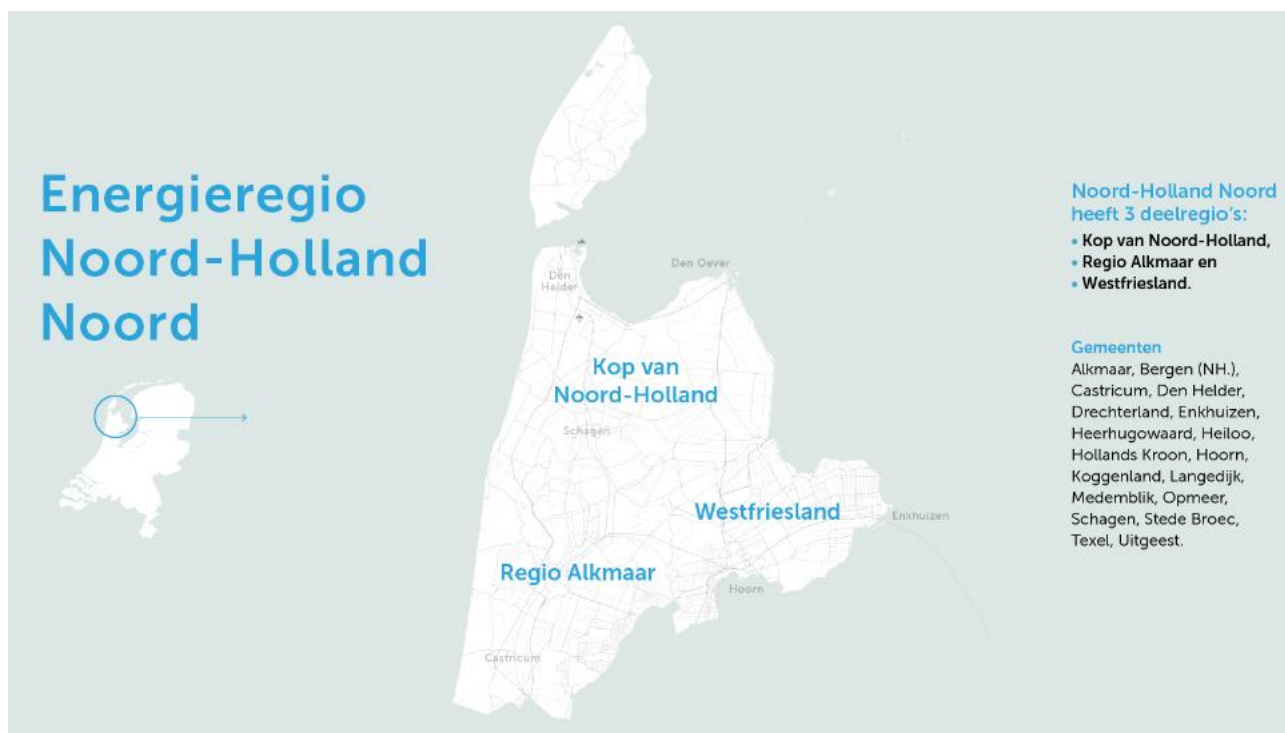 Energieregio
Noord-Holland
Noord
Den
Helder
Den Oever
Kop van
Noord-Holland
Schagen
Westfriesland
Enkhuizen
Regio Alkmaar
Hoorn
Castricum
Noord-Holland Noord
heeft 3 deelregio's:
• Kop van Noord-Holland,
• Regio Alkmaar en
• Westfriesland.
Gemeenten
Alkmaar, Bergen (NH.),
Castricum, Den Helder,
Drechterland, Enkhuizen,
Heerhugowaard, Heiloo,
Hollands Kroon, Hoorn,
Koggenland, Langedijk,
Medemblik, Opmeer,
Schagen, Stede Broec,
Texel, Uitgeest.